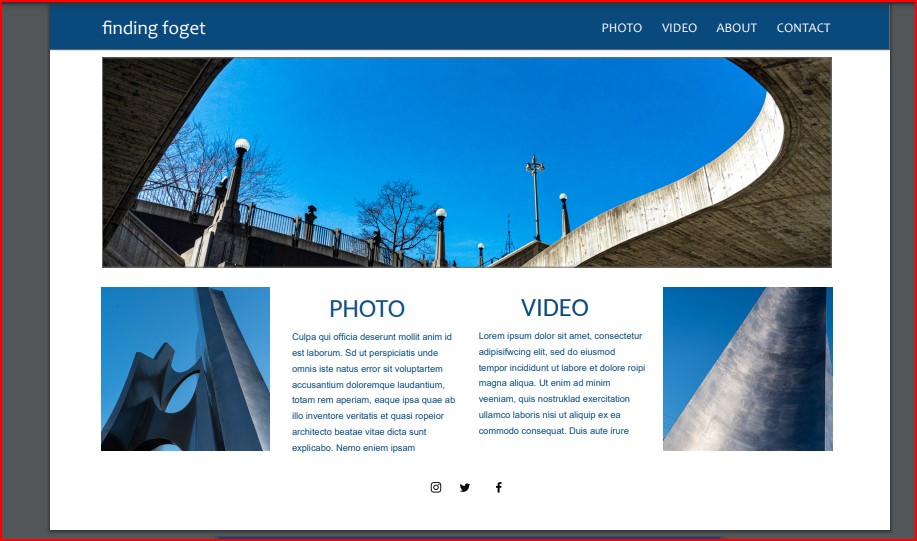 finding foget
PHOTO VIDEO ABOUT CONTACT
PHOTO
Culpa qui officia deserunt mollit anim id
est laborum. Sd ut perspiciatis unde
omnis iste natus error sit voluptatem
accusantium doloremque laudantium,
totam rem aperiam, eaque ipsa quae ab
illo inventore veritatis et quasi ropeior
architecto beatae vitae dicta sunt
explicabo. Nemo eniem ipsam
VIDEO
Lorem ipsum dolor sit amet, consectetur
adipisifwcing elit, sed do eiusmod
tempor incididunt ut labore et dolore roipi
magna aliqua. Ut enim ad minim
veeniam, quis nostruklad exercitation
ullamco laboris nisi ut aliquip ex ea
commodo consequat. Duis aute irure